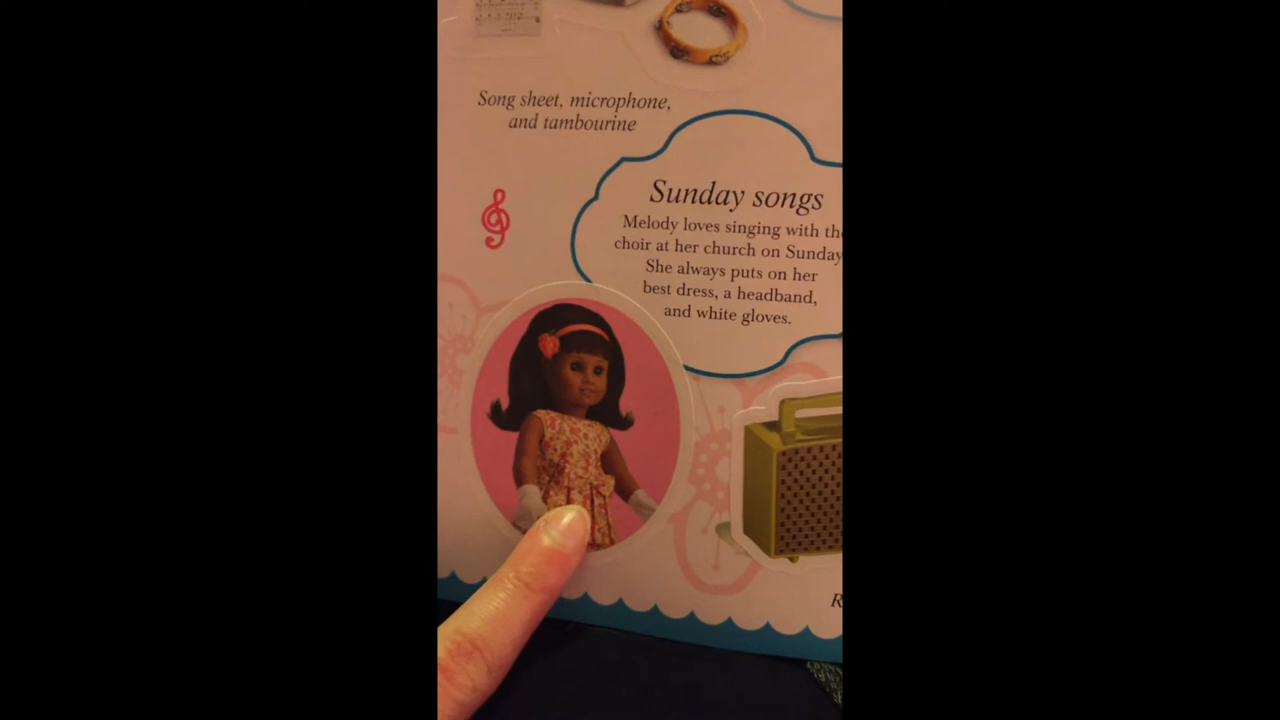 Song sheet, microphone,
and tambourine
Sunday songs
Melody loves singing with the
choir at her church on Sunday
She always puts on her
best dress, a headband,
and white gloves.
R